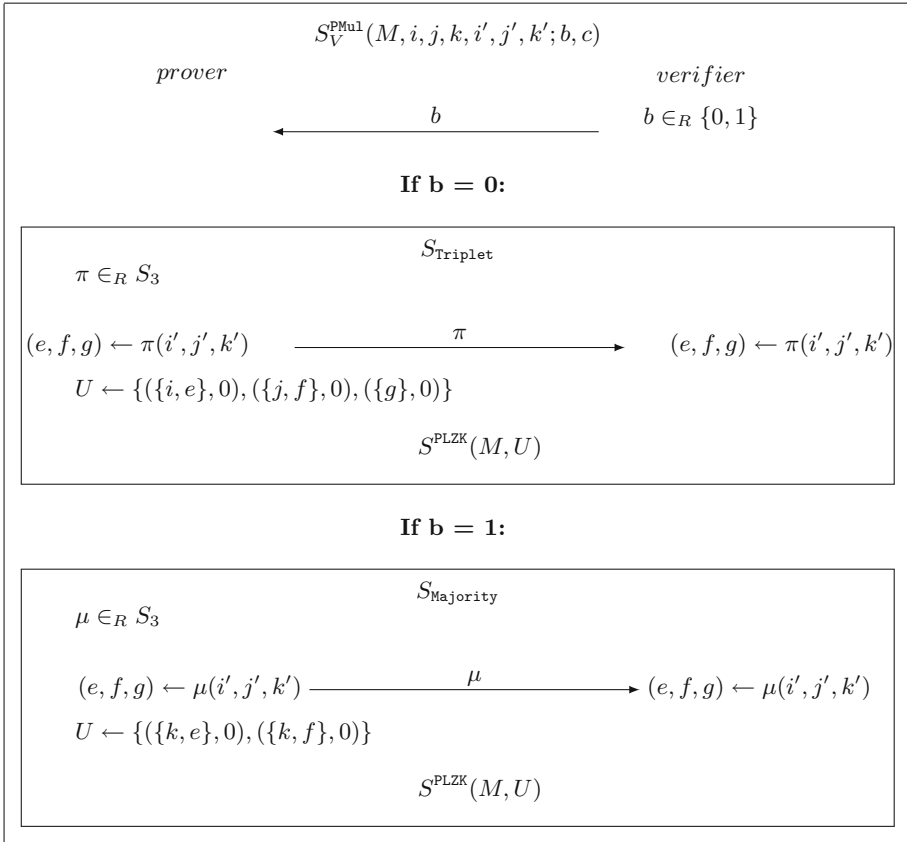 S_V^{PMul}(M, i, j, k, i′, j′, k′; b, c)
prover verifier
b b ∈_R {0, 1}
If b = 0:
S_{Triplet}
π ∈_R S_3
(e, f, g) ← π(i′, j′, k′) π (e, f, g) ← π(i′, j′, k′)
U ← {({i, e}, 0), ({j, f}, 0), ({g}, 0)}
S^{PLZK}(M, U)
If b = 1:
S_{Majority}
μ ∈_R S_3
(e, f, g) ← μ(i′, j′, k′) μ (e, f, g) ← μ(i′, j′, k′)
U ← {({k, e}, 0), ({k, f}, 0)}
S^{PLZK}(M, U)